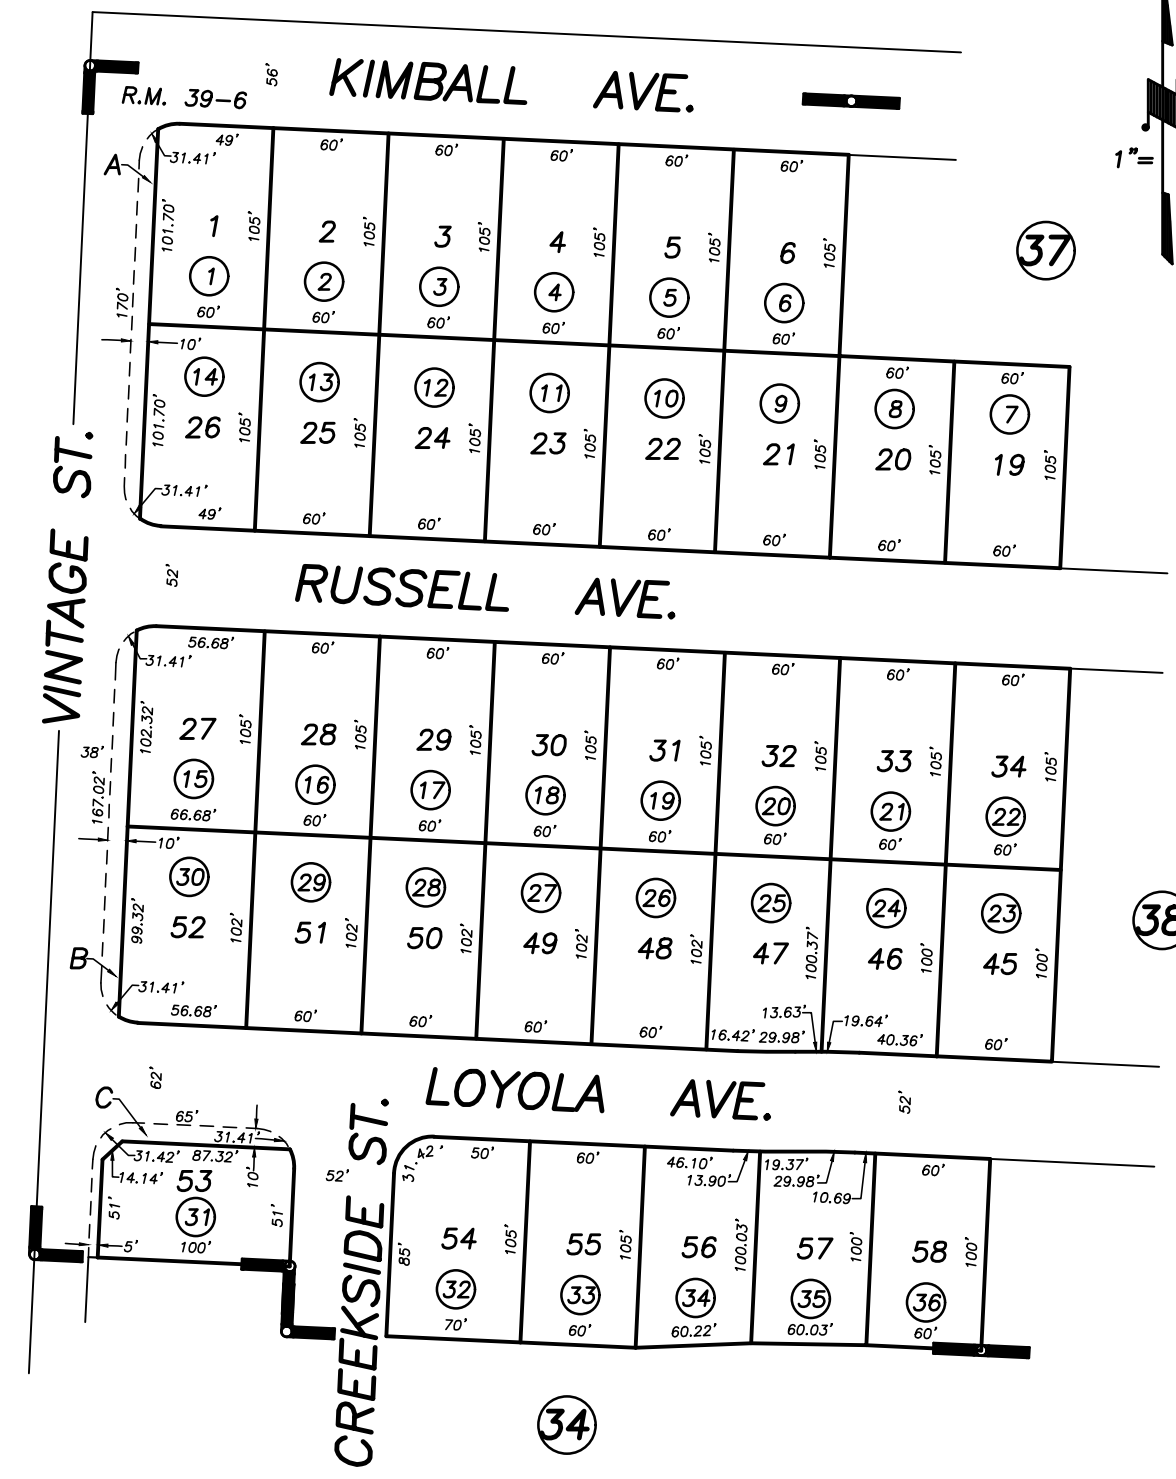 KIMBALL AVE.
56'
R.M. 39-6
1"=
49' 60' 60' 60' 60' 60'
31.41'
A
101.70' 105' 105' 105' 105' 105' 105'
1 2 3 4 5 6
37
1 2 3 4 5 6
170'
60' 60' 60' 60' 60' 60'
10'
60' 60'
14 13 12 11 10 9 8 7
101.70' 105' 105' 105' 105' 105' 105' 105' 105'
26 25 24 23 22 21 20 19
31.41'
49' 60' 60' 60' 60' 60' 60' 60'
VINTAGE ST.
52'
RUSSELL AVE.
56.68' 60' 60' 60' 60' 60' 60' 60'
31.41'
102.32' 105' 105' 105' 105' 105' 105' 105' 105'
27 28 29 30 31 32 33 34
38'
167.02'
15 16 17 18 19 20 21 22
66.68' 60' 60' 60' 60' 60' 60' 60'
10'
30 29 28 27 26 25 24 23
38
99.32' 102' 102' 102' 102' 102' 100.37' 100' 100'
52 51 50 49 48 47 46 45
B
31.41'
13.63' 19.64'
56.68' 60' 60' 60' 60' 16.42' 29.98' 40.36' 60'
62'
LOYOLA AVE.
52'
C
65'
31.41'
31.42' 87.32'
14.14'
10'
53
51' 51'
31
5' 100'
52'
CREEKSIDE ST.
31.42'
50' 60' 46.10' 19.37' 60'
13.90' 29.98'
10.69
54 55 56 57 58
85' 105' 105' 100.03' 100' 100'
32 33 34 35 36
70' 60' 60.22' 60.03' 60'
34